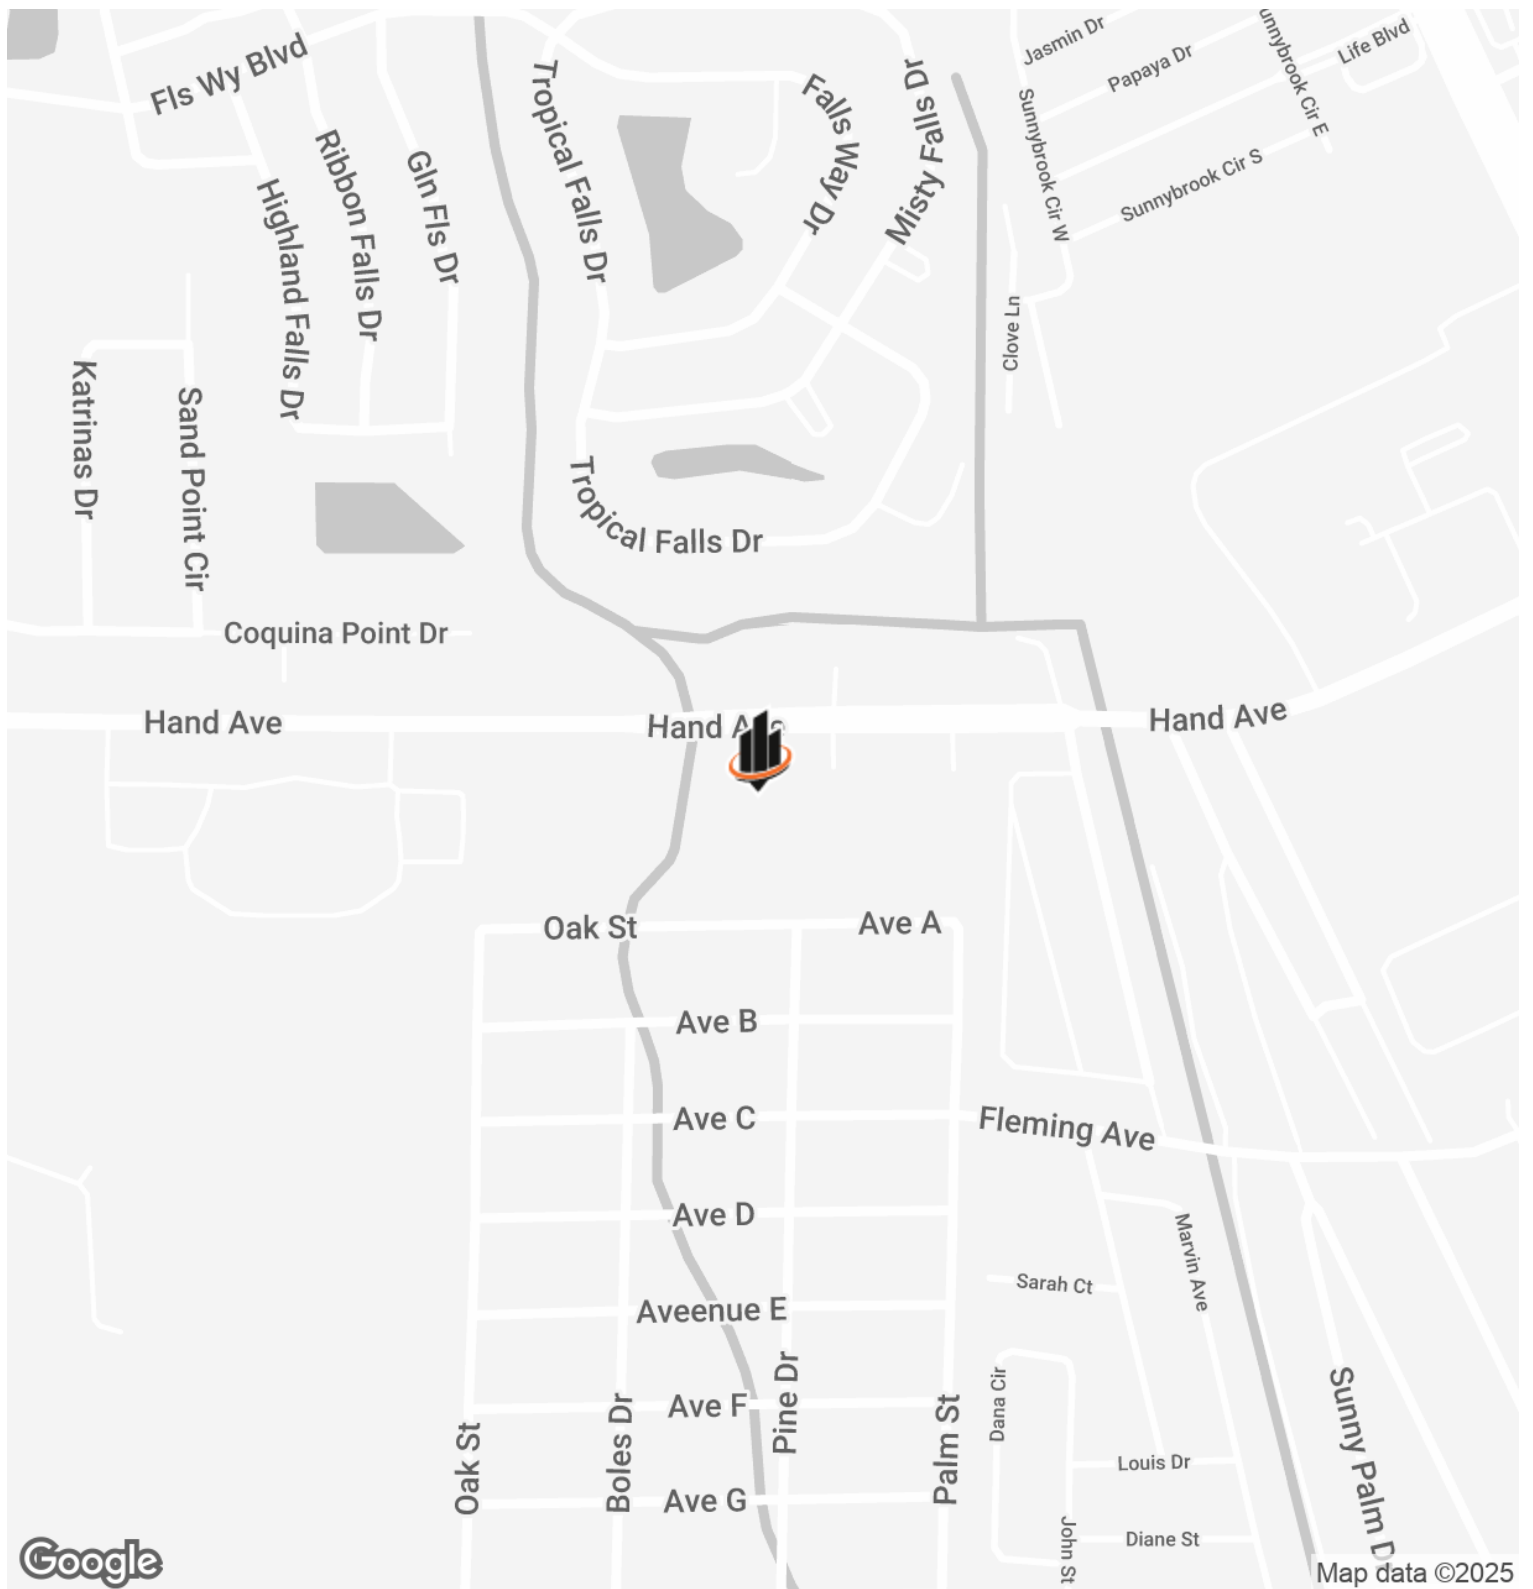 Fls Wy Blvd
Jasmin Dr
Papaya Dr
Life Blvd
unnybrook Cir E
Tropical Falls Dr
Falls Way Dr
Misty Falls Dr
Sunnybrook Cir W
Sunnybrook Cir S
Ribbon Falls Dr
Gln Fls Dr
Highland Falls Dr
Clove Ln
Katrinas Dr
Sand Point Cir
Tropical Falls Dr
Coquina Point Dr
Hand Ave
Hand Ave
Hand Ave
Oak St
Ave A
Ave B
Ave C
Fleming Ave
Ave D
Marvin Ave
Sarah Ct
Aveenue E
Pine Dr
Dana Cir
Ave F
Oak St
Boles Dr
Palm St
Sunny Palm D
Louis Dr
Ave G
John St
Diane St
Google
Map data ©2025